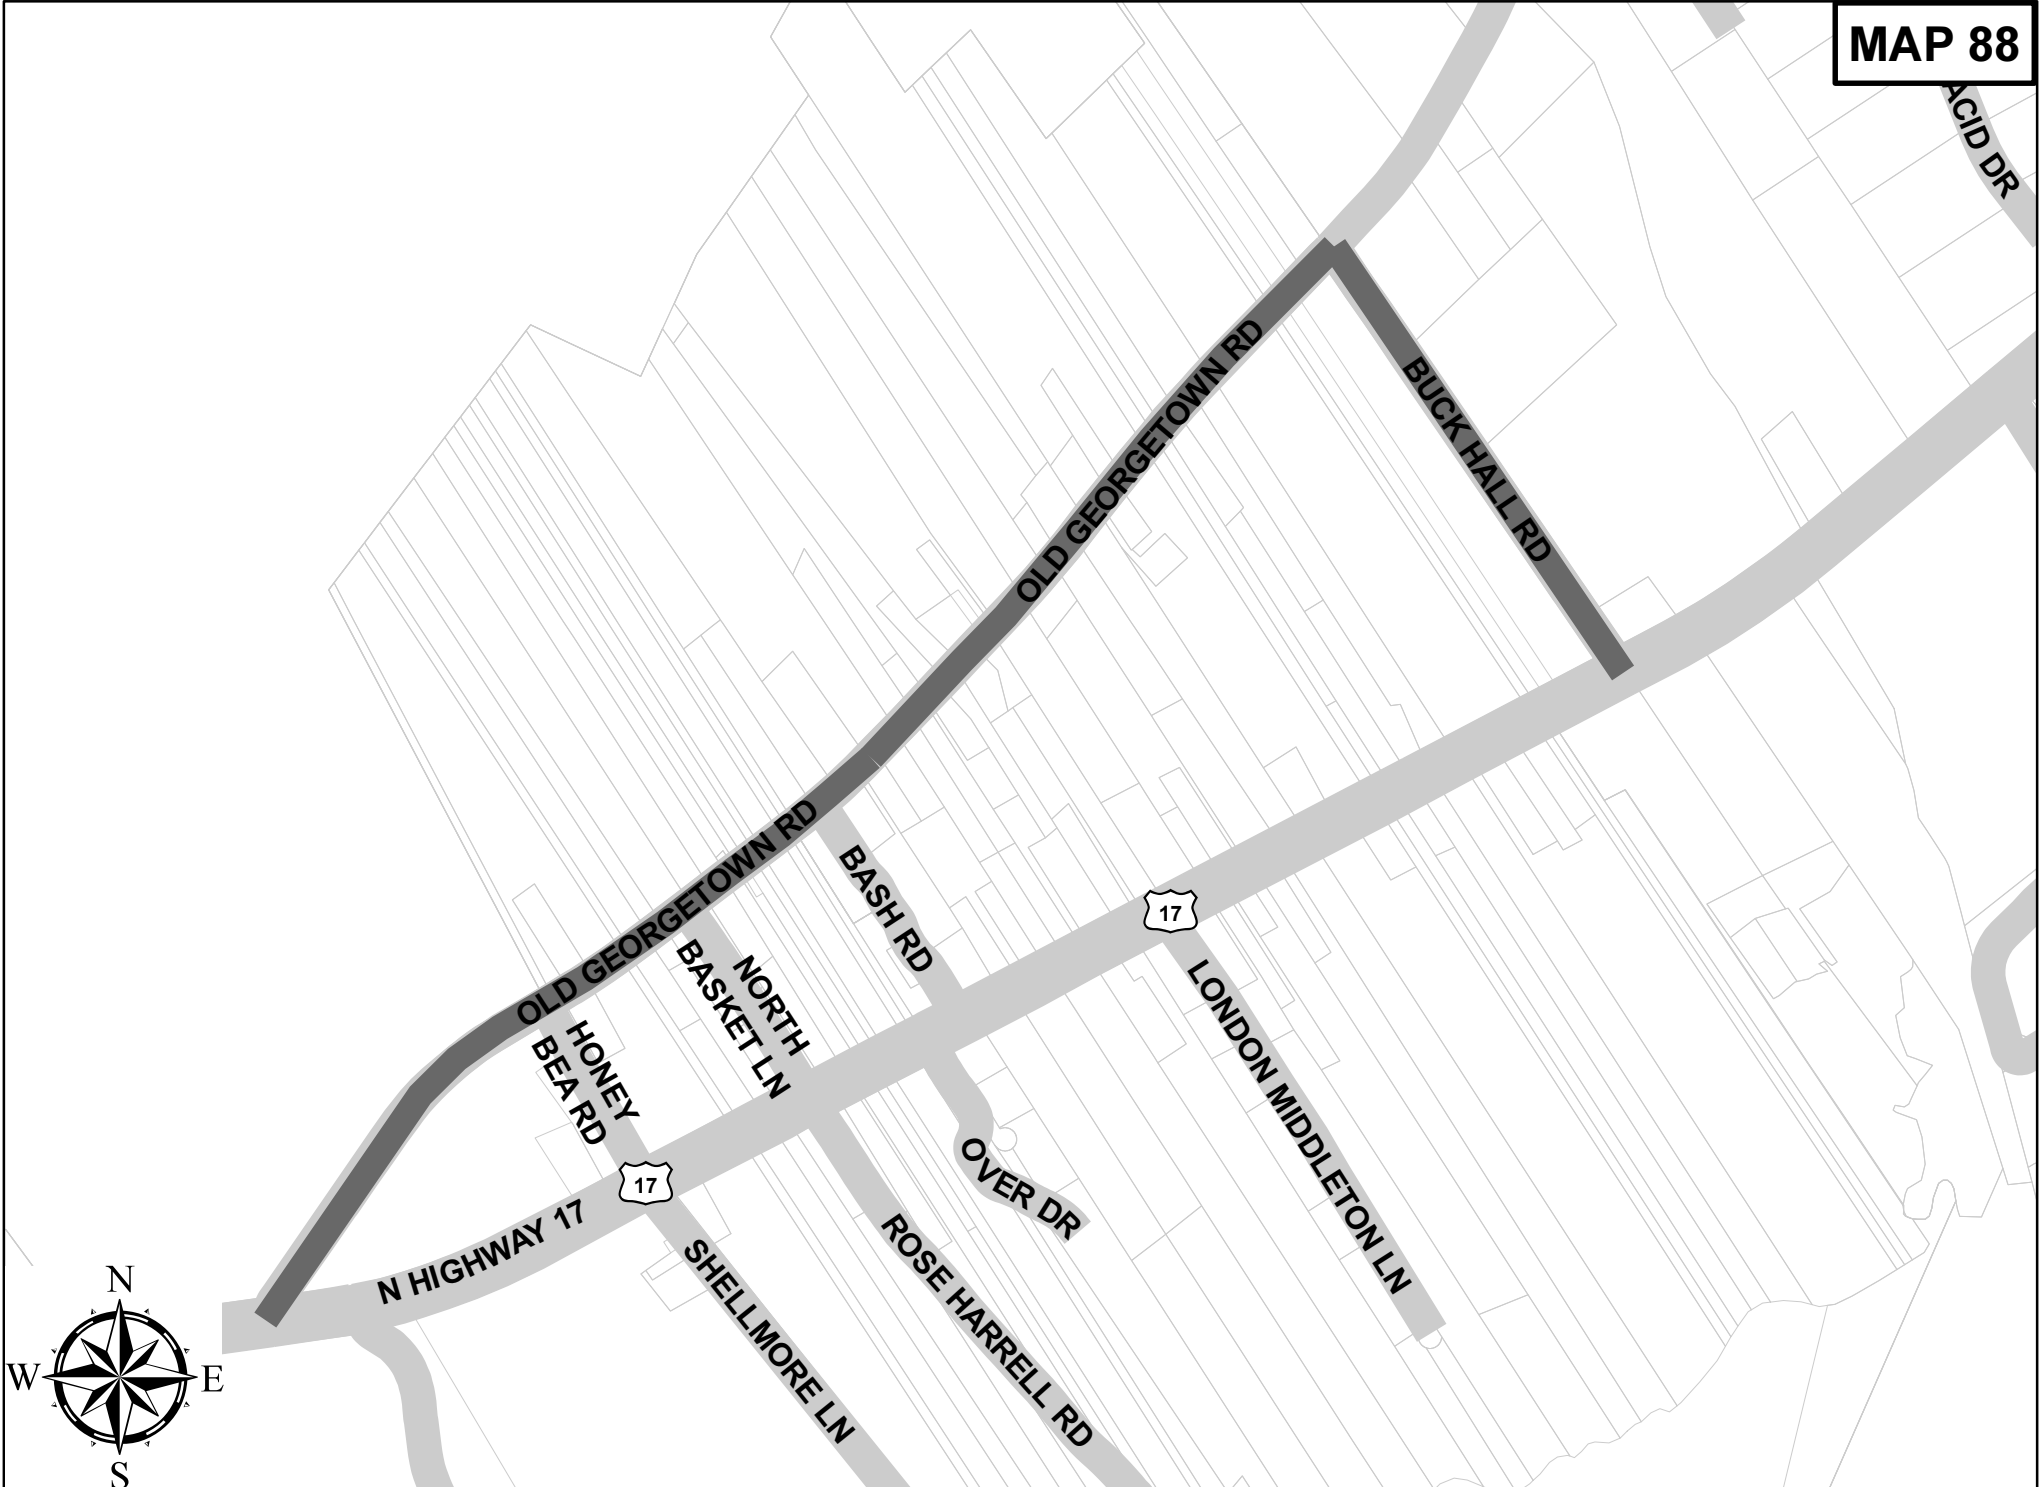 MAP 88
ACID DR
OLD GEORGETOWN RD
BUCK HALL RD
OLD GEORGETOWN RD
BASH RD
17
NORTH
BASKET LN
HONEY
BEA RD
LONDON MIDDLETON LN
OVER DR
17
N HIGHWAY 17
SHELLMORE LN
ROSE HARRELL RD
N
W
E
S